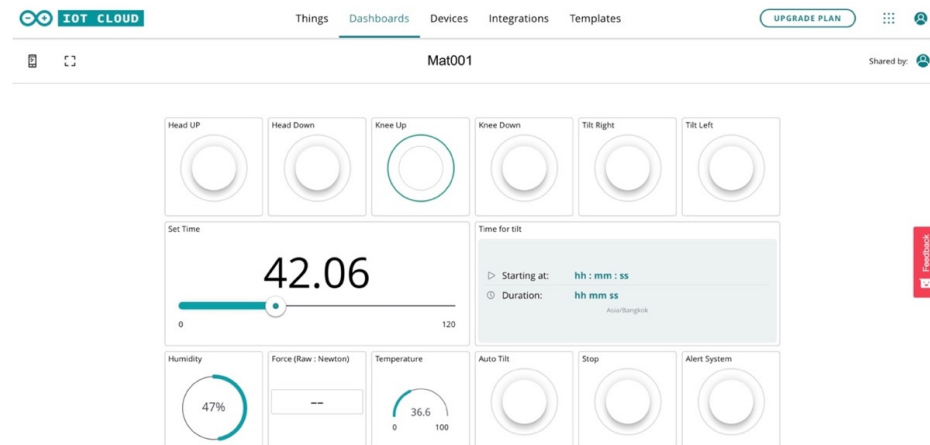 IOT CLOUD Things Dashboards Devices Integrations Templates UPGRADE PLAN
Mat001 Shared by:
Head UP Head Down Knee Up Knee Down Tilt Right Tilt Left
Set Time Time for tilt
42.06
Starting at: hh : mm : ss
Duration: hh mm ss
Asia/Bangkok
0 120
Feedback
Humidity Force (Raw : Newton) Temperature Auto Tilt Stop Alert System
47% -- 36.6
0 100